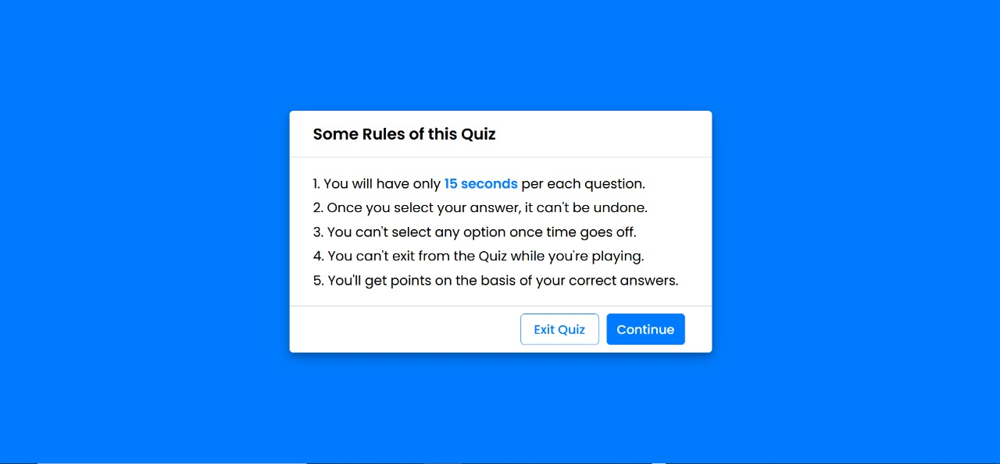 Some Rules of this Quiz
1. You will have only 15 seconds per each question.
2. Once you select your answer, it can't be undone.
3. You can't select any option once time goes off.
4. You can't exit from the Quiz while you're playing.
5. You'll get points on the basis of your correct answers.
Exit Quiz
Continue